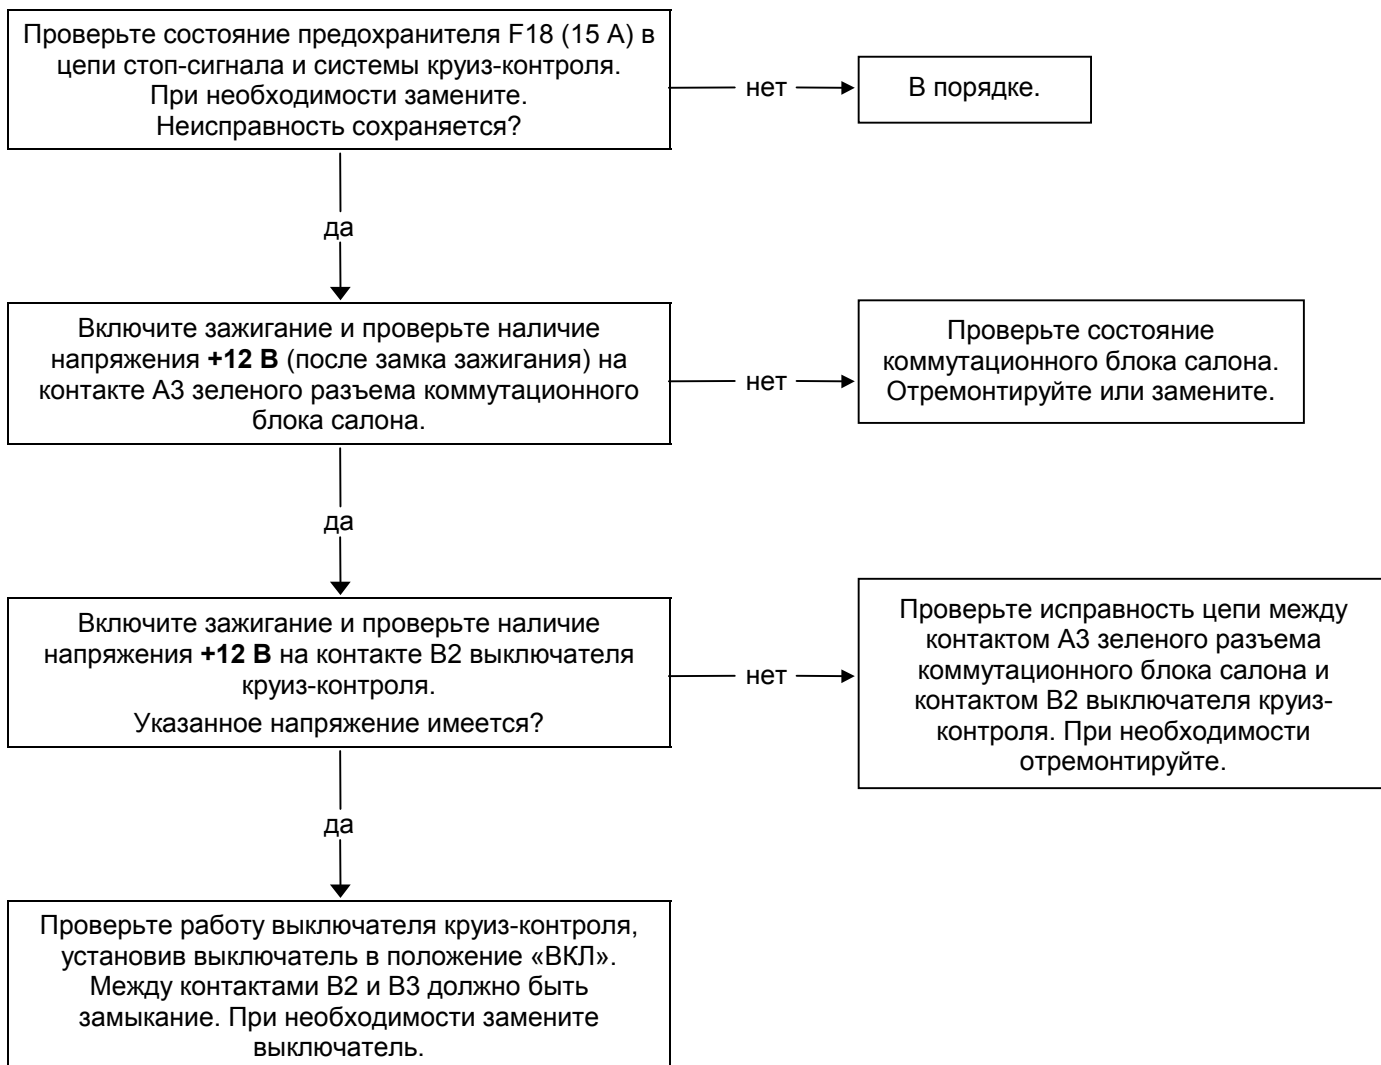 Проверьте состояние предохранителя F18 (15 А) в
цепи стоп-сигнала и системы круиз-контроля.
При необходимости замените.
Неисправность сохраняется?
нет
В порядке.
да
Включите зажигание и проверьте наличие
напряжения +12 В (после замка зажигания) на
контакте А3 зеленого разъема коммутационного
блока салона.
нет
Проверьте состояние
коммутационного блока салона.
Отремонтируйте или замените.
да
Включите зажигание и проверьте наличие
напряжения +12 В на контакте В2 выключателя
круиз-контроля.
Указанное напряжение имеется?
нет
Проверьте исправность цепи между
контактом А3 зеленого разъема
коммутационного блока салона и
контактом В2 выключателя круиз-
контроля. При необходимости
отремонтируйте.
да
Проверьте работу выключателя круиз-контроля,
установив выключатель в положение «ВКЛ».
Между контактами В2 и В3 должно быть
замыкание. При необходимости замените
выключатель.